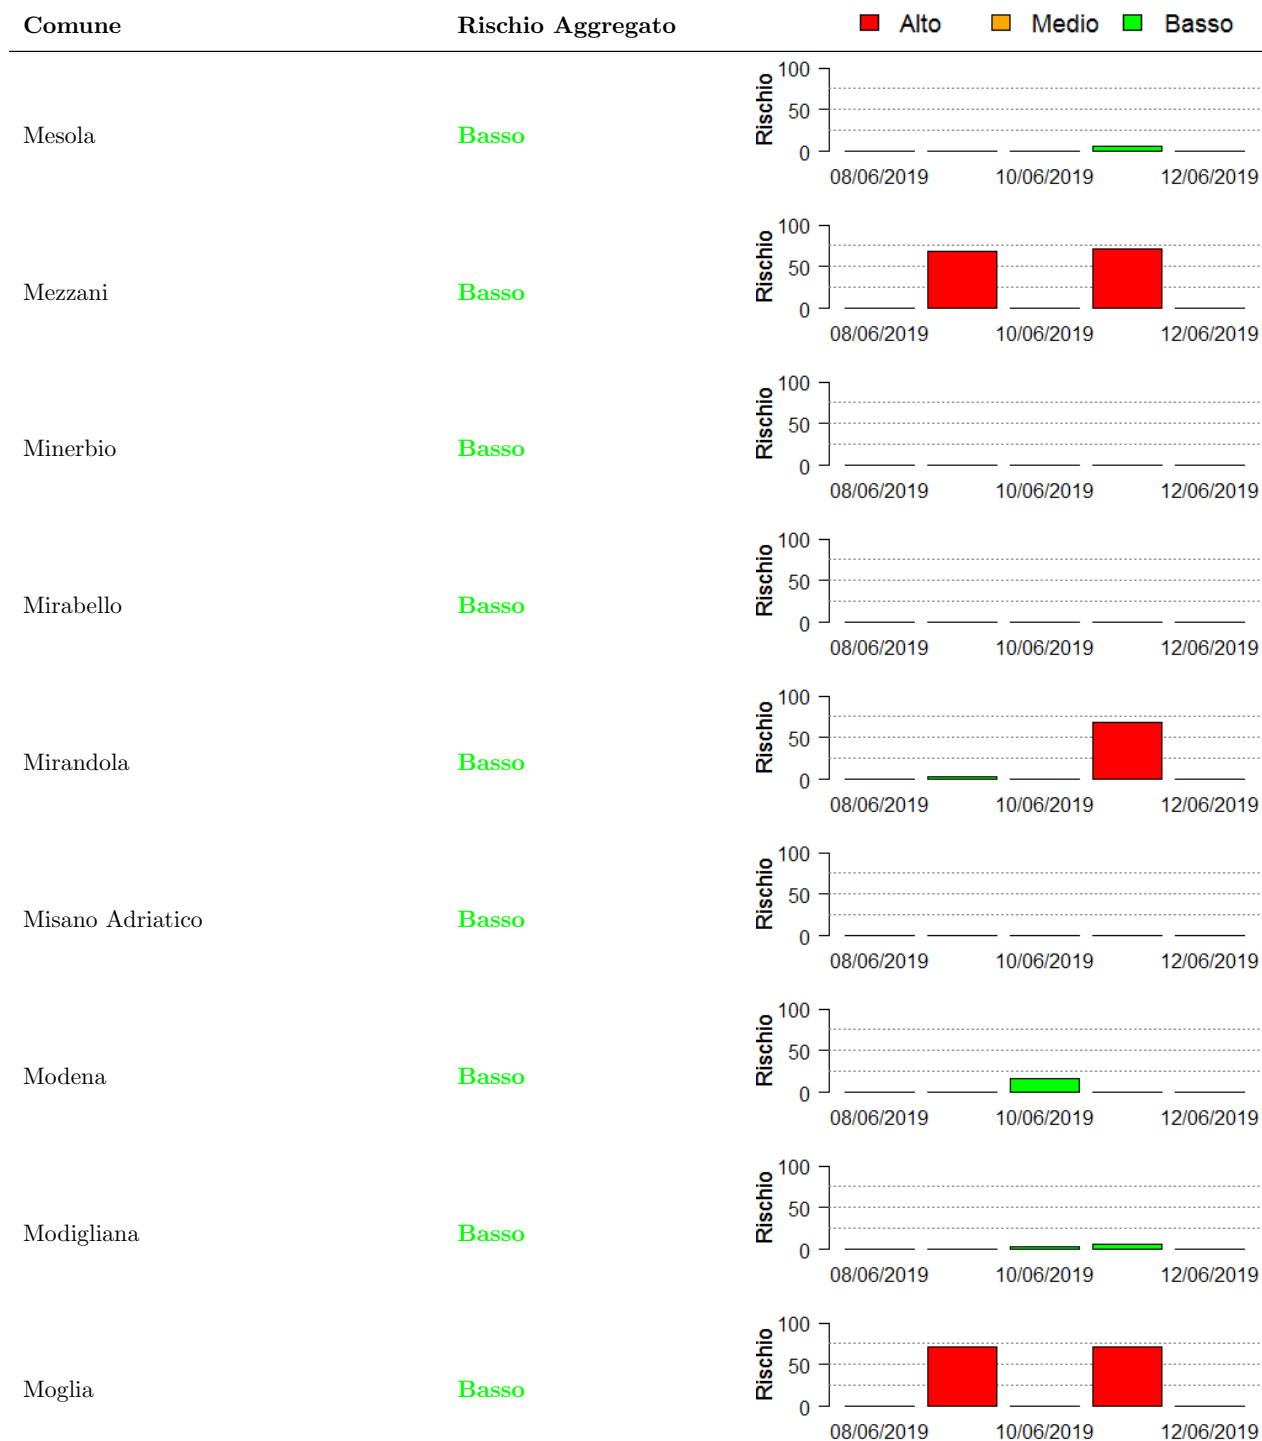 Comune Rischio Aggregato Alto Medio Basso
Mesola Basso Rischio 100 50 0
08/06/2019 10/06/2019 12/06/2019
Mezzani Basso Rischio 100 50 0
08/06/2019 10/06/2019 12/06/2019
Minerbio Basso Rischio 100 50 0
08/06/2019 10/06/2019 12/06/2019
Mirabello Basso Rischio 100 50 0
08/06/2019 10/06/2019 12/06/2019
Mirandola Basso Rischio 100 50 0
08/06/2019 10/06/2019 12/06/2019
Misano Adriatico Basso Rischio 100 50 0
08/06/2019 10/06/2019 12/06/2019
Modena Basso Rischio 100 50 0
08/06/2019 10/06/2019 12/06/2019
Modigliana Basso Rischio 100 50 0
08/06/2019 10/06/2019 12/06/2019
Moglia Basso Rischio 100 50 0
08/06/2019 10/06/2019 12/06/2019